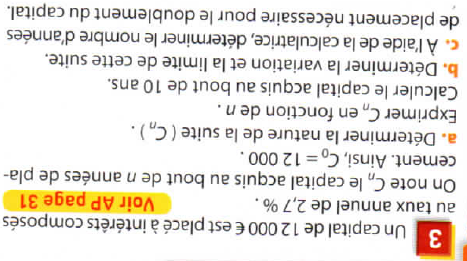 3 Un capital de 12 000 € est placé à intérêts composés
au taux annuel de 2,7 %. Voir AP page 31
On note Cₙ le capital acquis au bout de n années de pla-
cement. Ainsi, C₀ = 12 000.
a. Déterminer la nature de la suite (Cₙ).
Exprimer Cₙ en fonction de n.
Calculer le capital acquis au bout de 10 ans.
b. Déterminer la variation et la limite de cette suite.
c. À l'aide de la calculatrice, déterminer le nombre d'années
de placement nécessaire pour le doublement du capital.